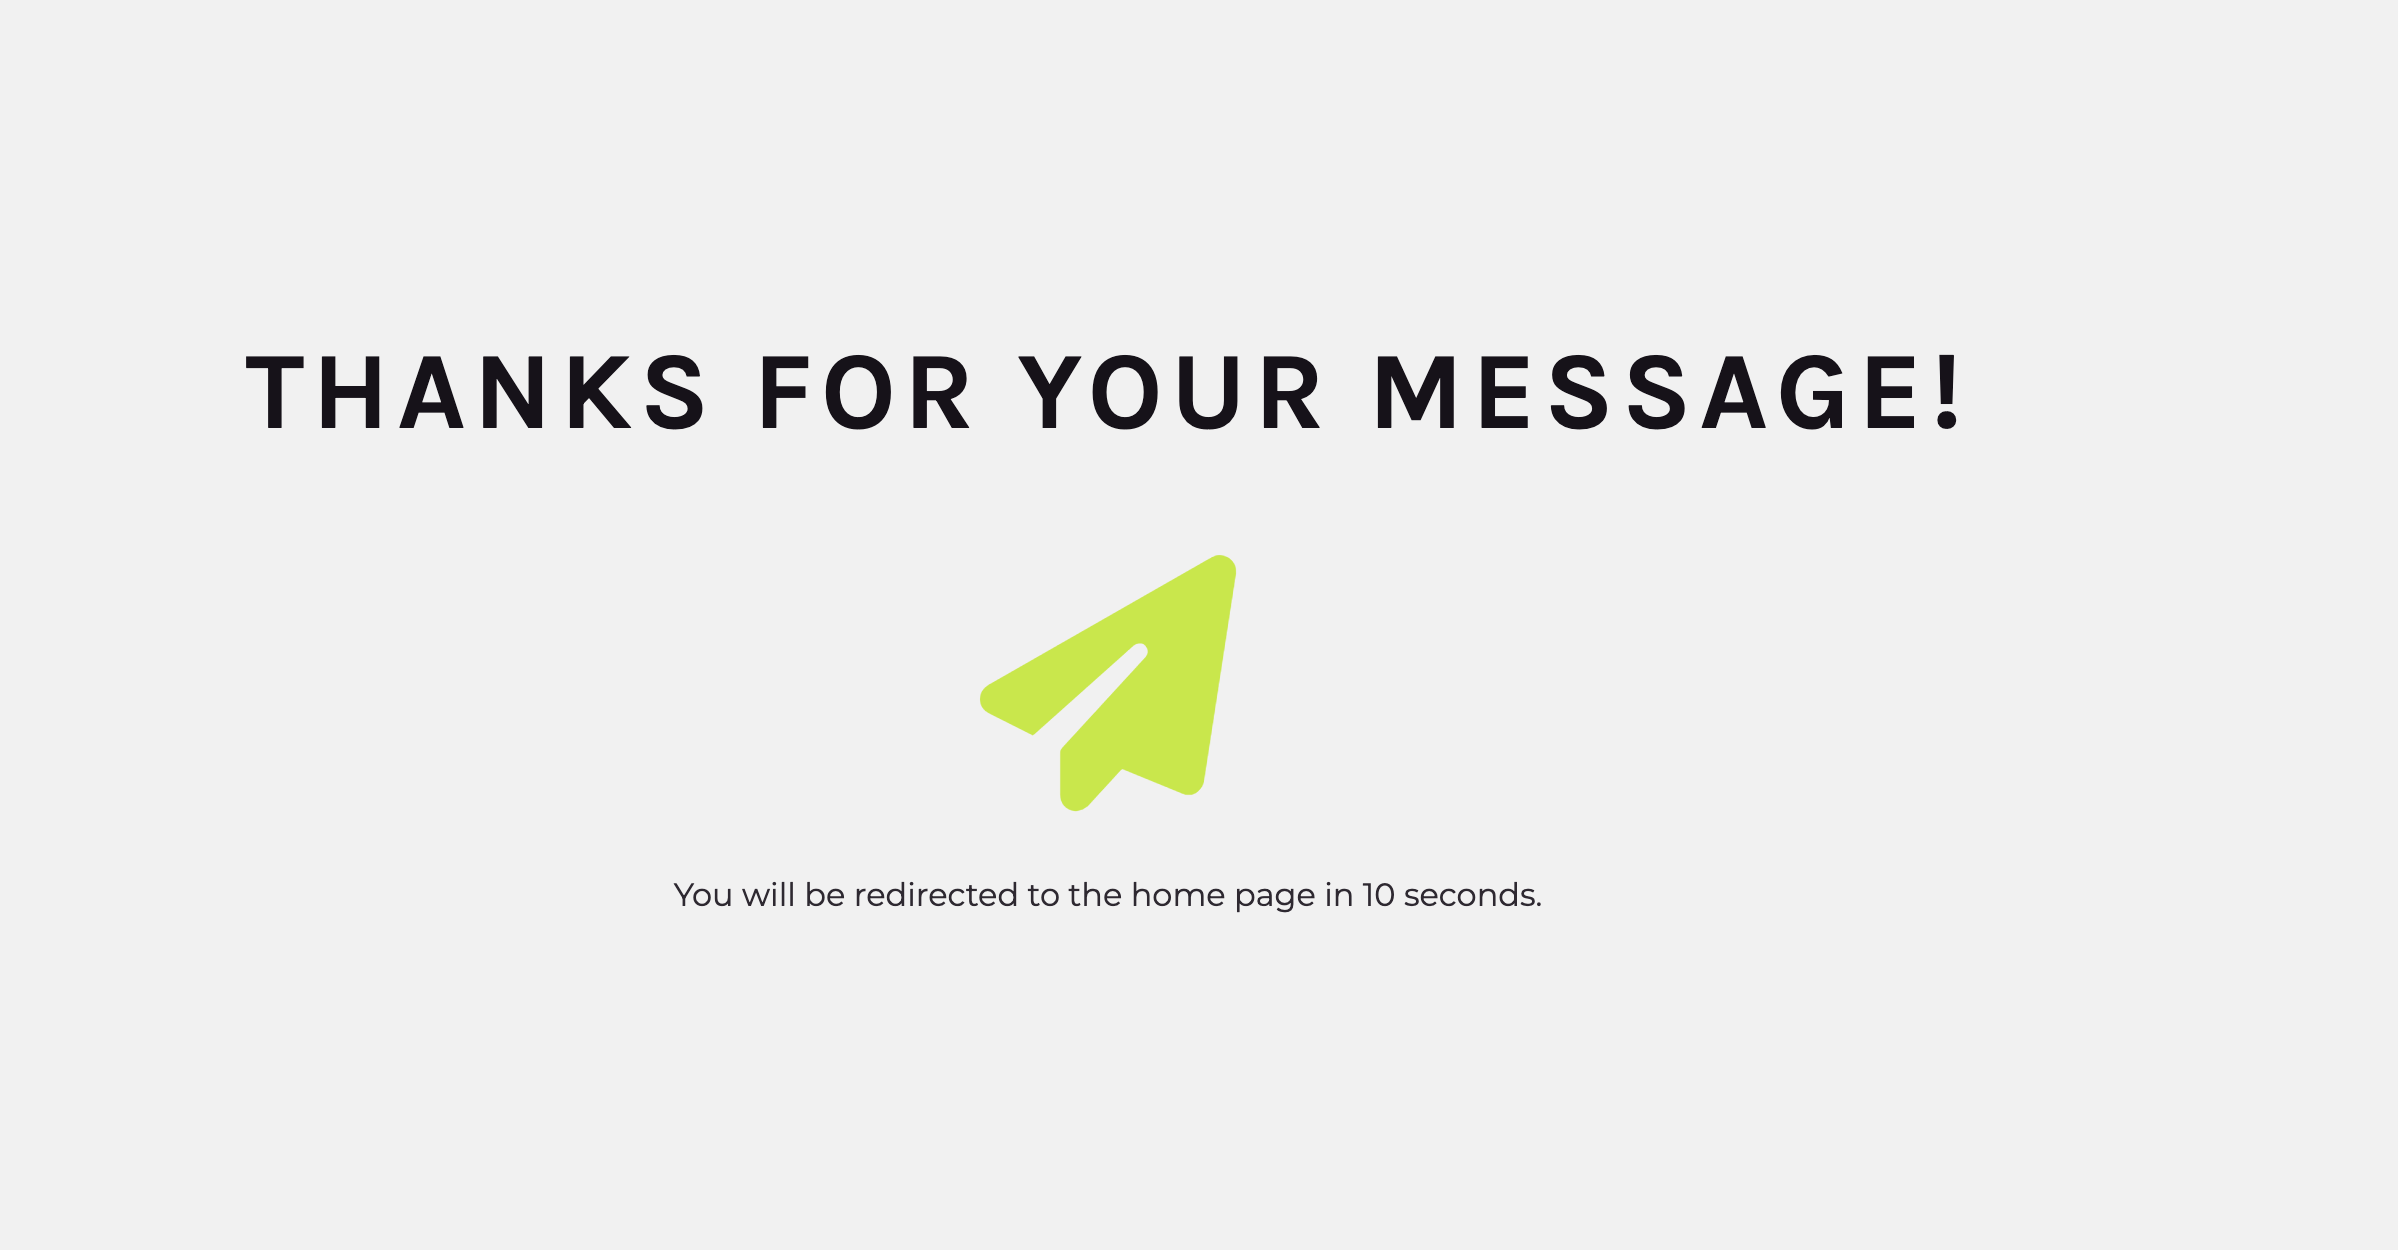 THANKS FOR YOUR MESSAGE!
You will be redirected to the home page in 10 seconds.